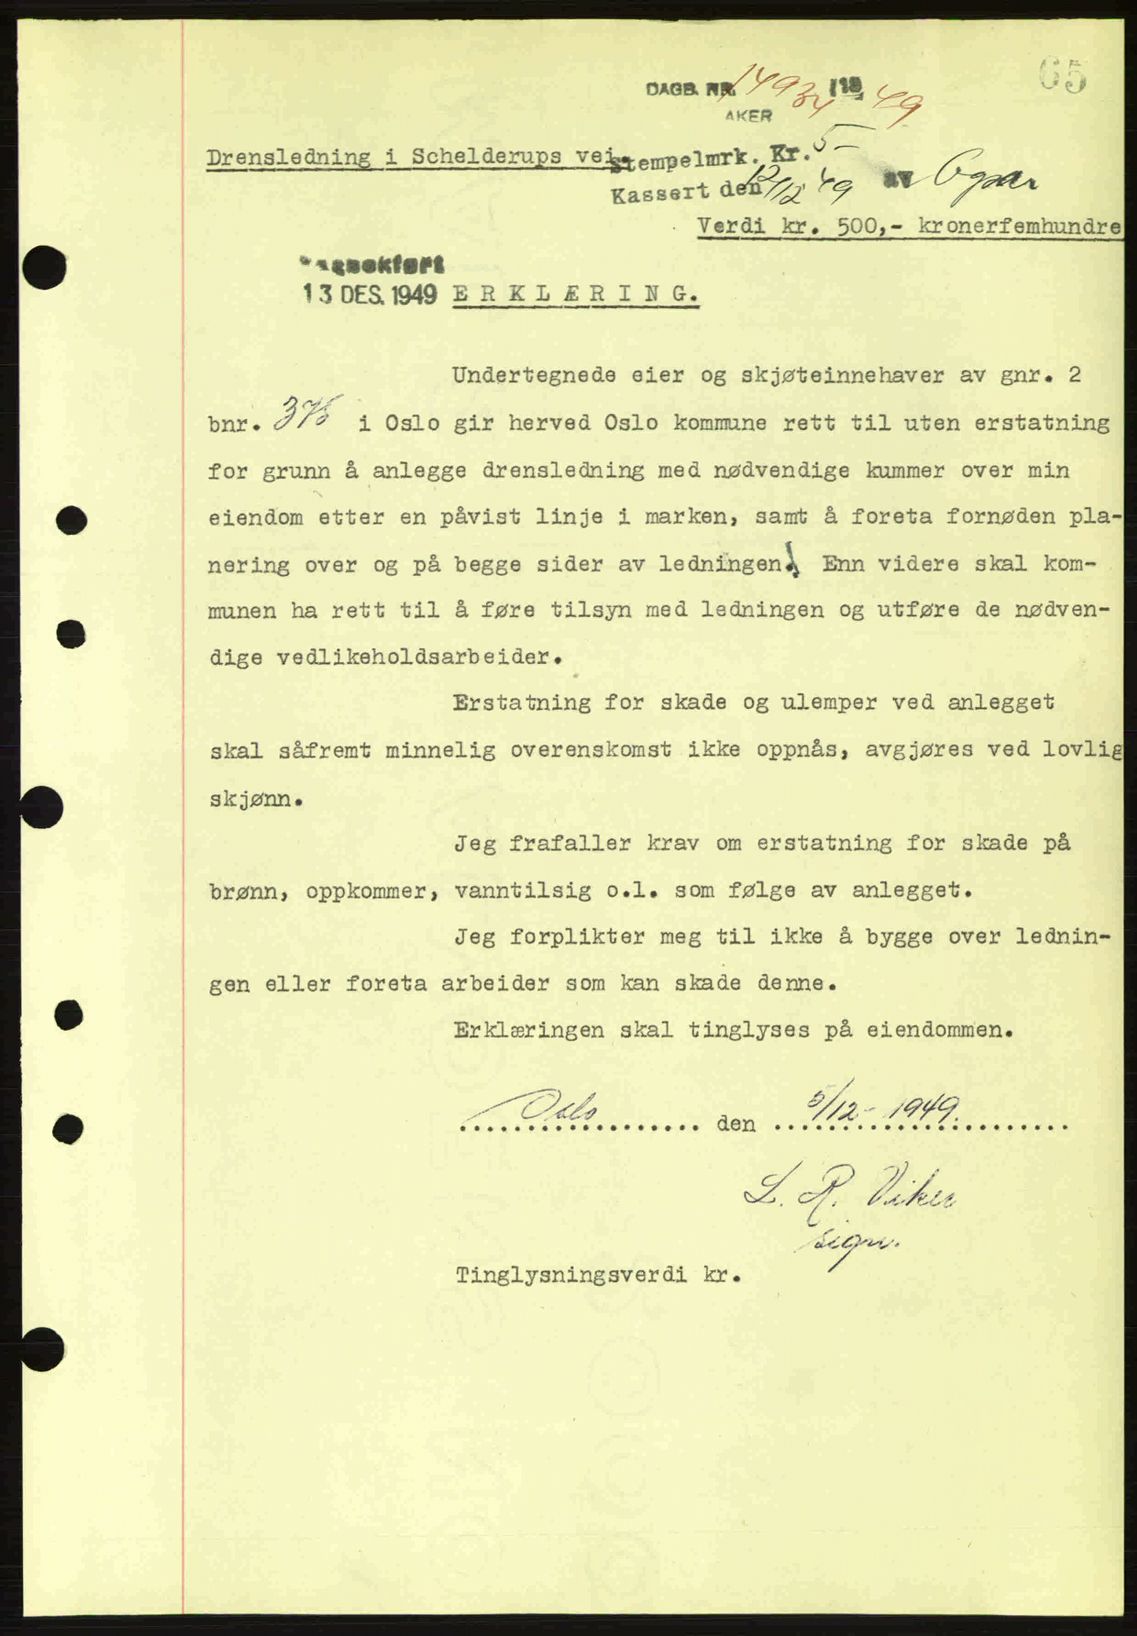 65
DAGB. NR. 14934 19 49
AKER
Drensledning i Schelderups vei.
Stempelmrk. Kr. 5-
Kassert den 12/12 49 av
Verdi kr. 500,- kronerfemhundre
Dagbokført
13 DES. 1949 ERKLÆRING.
Undertegnede eier og skjøteinnehaver av gnr. 2
bnr. i Oslo gir herved Oslo kommune rett til uten erstatning
for grunn å anlegge drensledning med nødvendige kummer over min
eiendom etter en påvist linje i marken, samt å foreta fornøden pla-
nering over og på begge sider av ledningen. Enn videre skal kom-
munen ha rett til å føre tilsyn med ledningen og utføre de nødven-
dige vedlikeholdsarbeider.
Erstatning for skade og ulemper ved anlegget
skal såfremt minnelig overenskomst ikke oppnås, avgjøres ved lovlig
skjønn.
Jeg frafaller krav om erstatning for skade på
brønn, oppkommer, vanntilsig o.l. som følge av anlegget.
Jeg forplikter meg til ikke å bygge over lednin-
gen eller foreta arbeider som kan skade denne.
Erklæringen skal tinglyses på eiendommen.
Oslo den 5/12-1949.
L. R. Viker
sign.
Tinglysningsverdi kr.